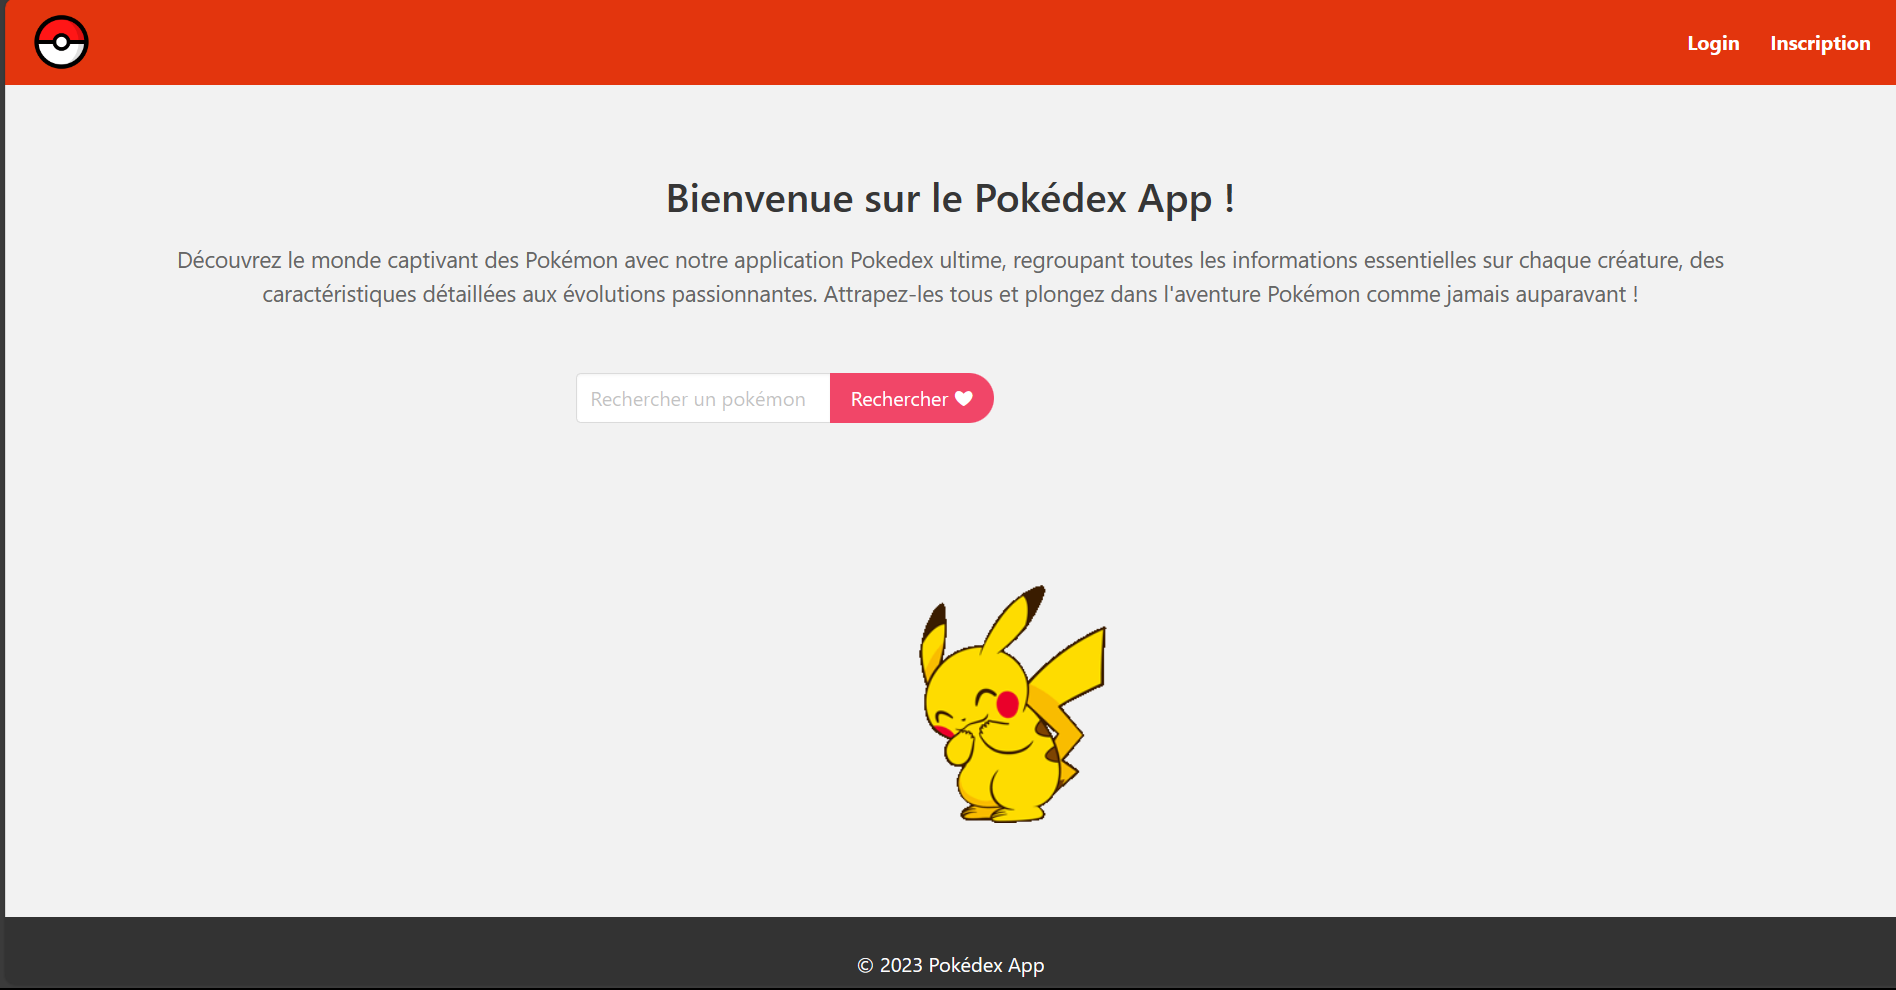 Login Inscription
Bienvenue sur le Pokédex App !
Découvrez le monde captivant des Pokémon avec notre application Pokedex ultime, regroupant toutes les informations essentielles sur chaque créature, des
caractéristiques détaillées aux évolutions passionnantes. Attrapez-les tous et plongez dans l'aventure Pokémon comme jamais auparavant !
Rechercher un pokémon Rechercher
© 2023 Pokédex App